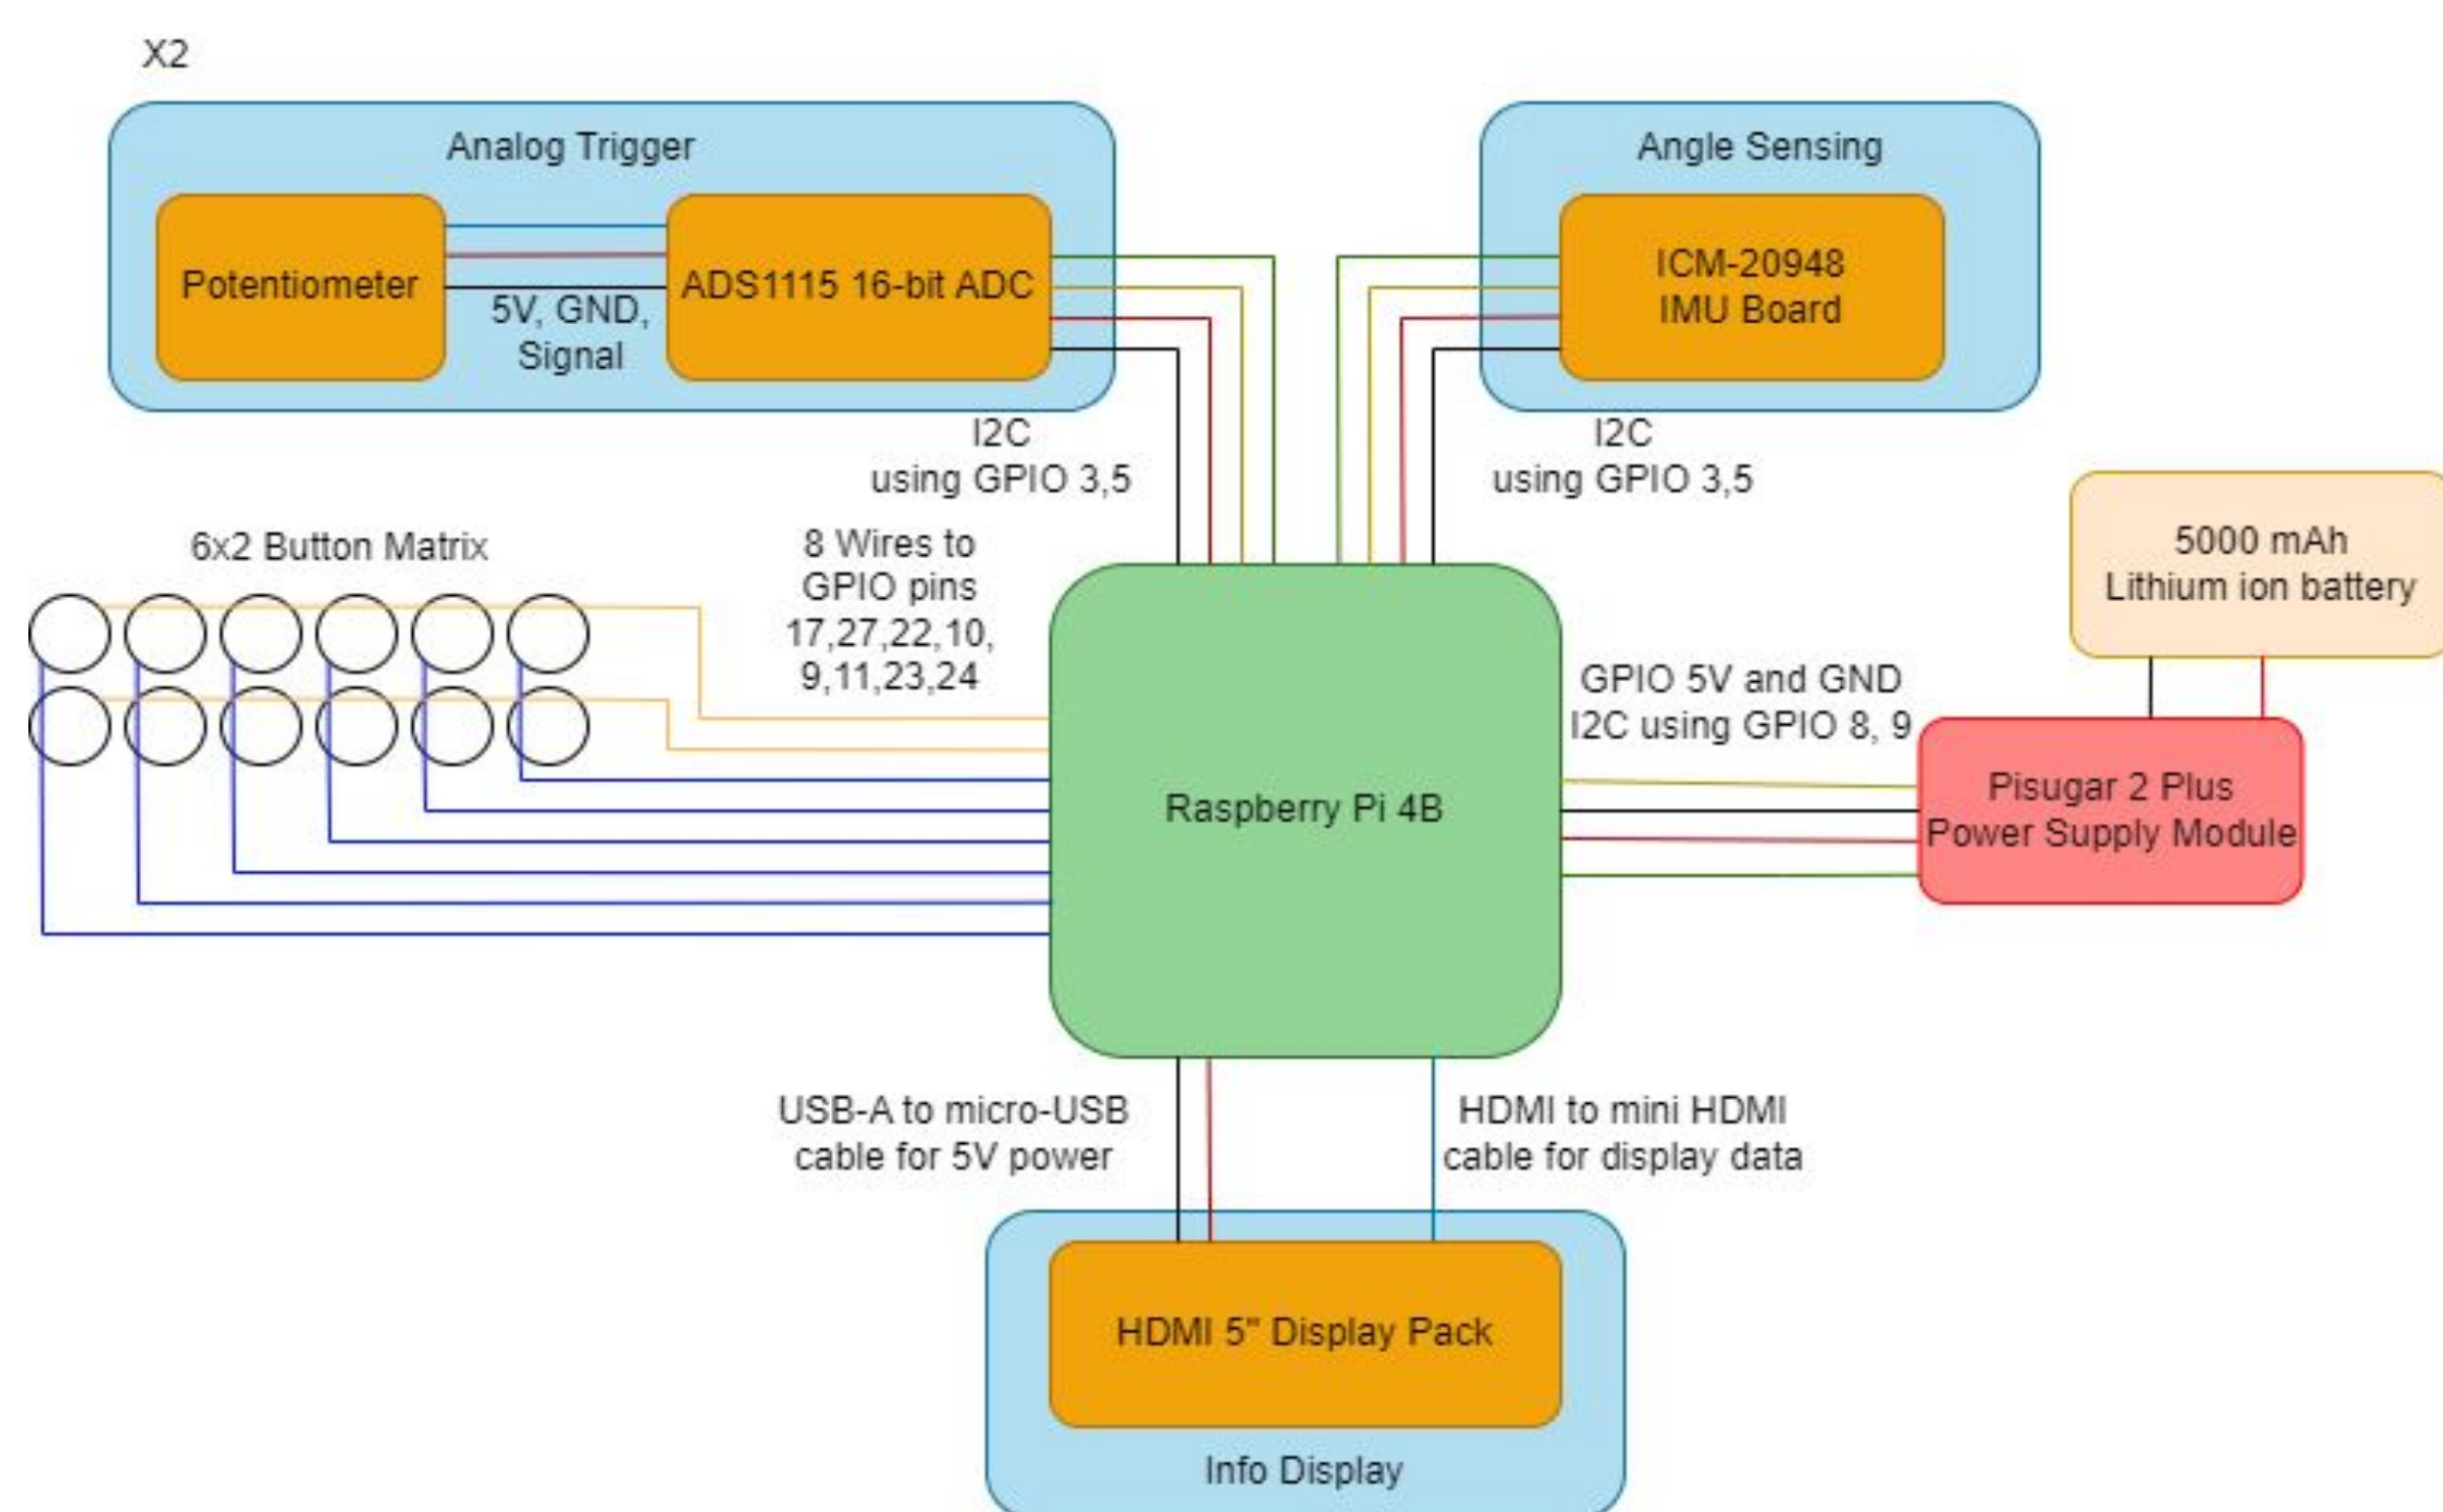 X2
Analog Trigger
Potentiometer
5V, GND,
Signal
ADS1115 16-bit ADC
Angle Sensing
ICM-20948
IMU Board
I2C
using GPIO 3,5
I2C
using GPIO 3,5
6x2 Button Matrix
8 Wires to
GPIO pins
17,27,22,10,
9,11,23,24
5000 mAh
Lithium ion battery
GPIO 5V and GND
I2C using GPIO 8, 9
Raspberry Pi 4B
Pisugar 2 Plus
Power Supply Module
USB-A to micro-USB
cable for 5V power
HDMI to mini HDMI
cable for display data
HDMI 5" Display Pack
Info Display